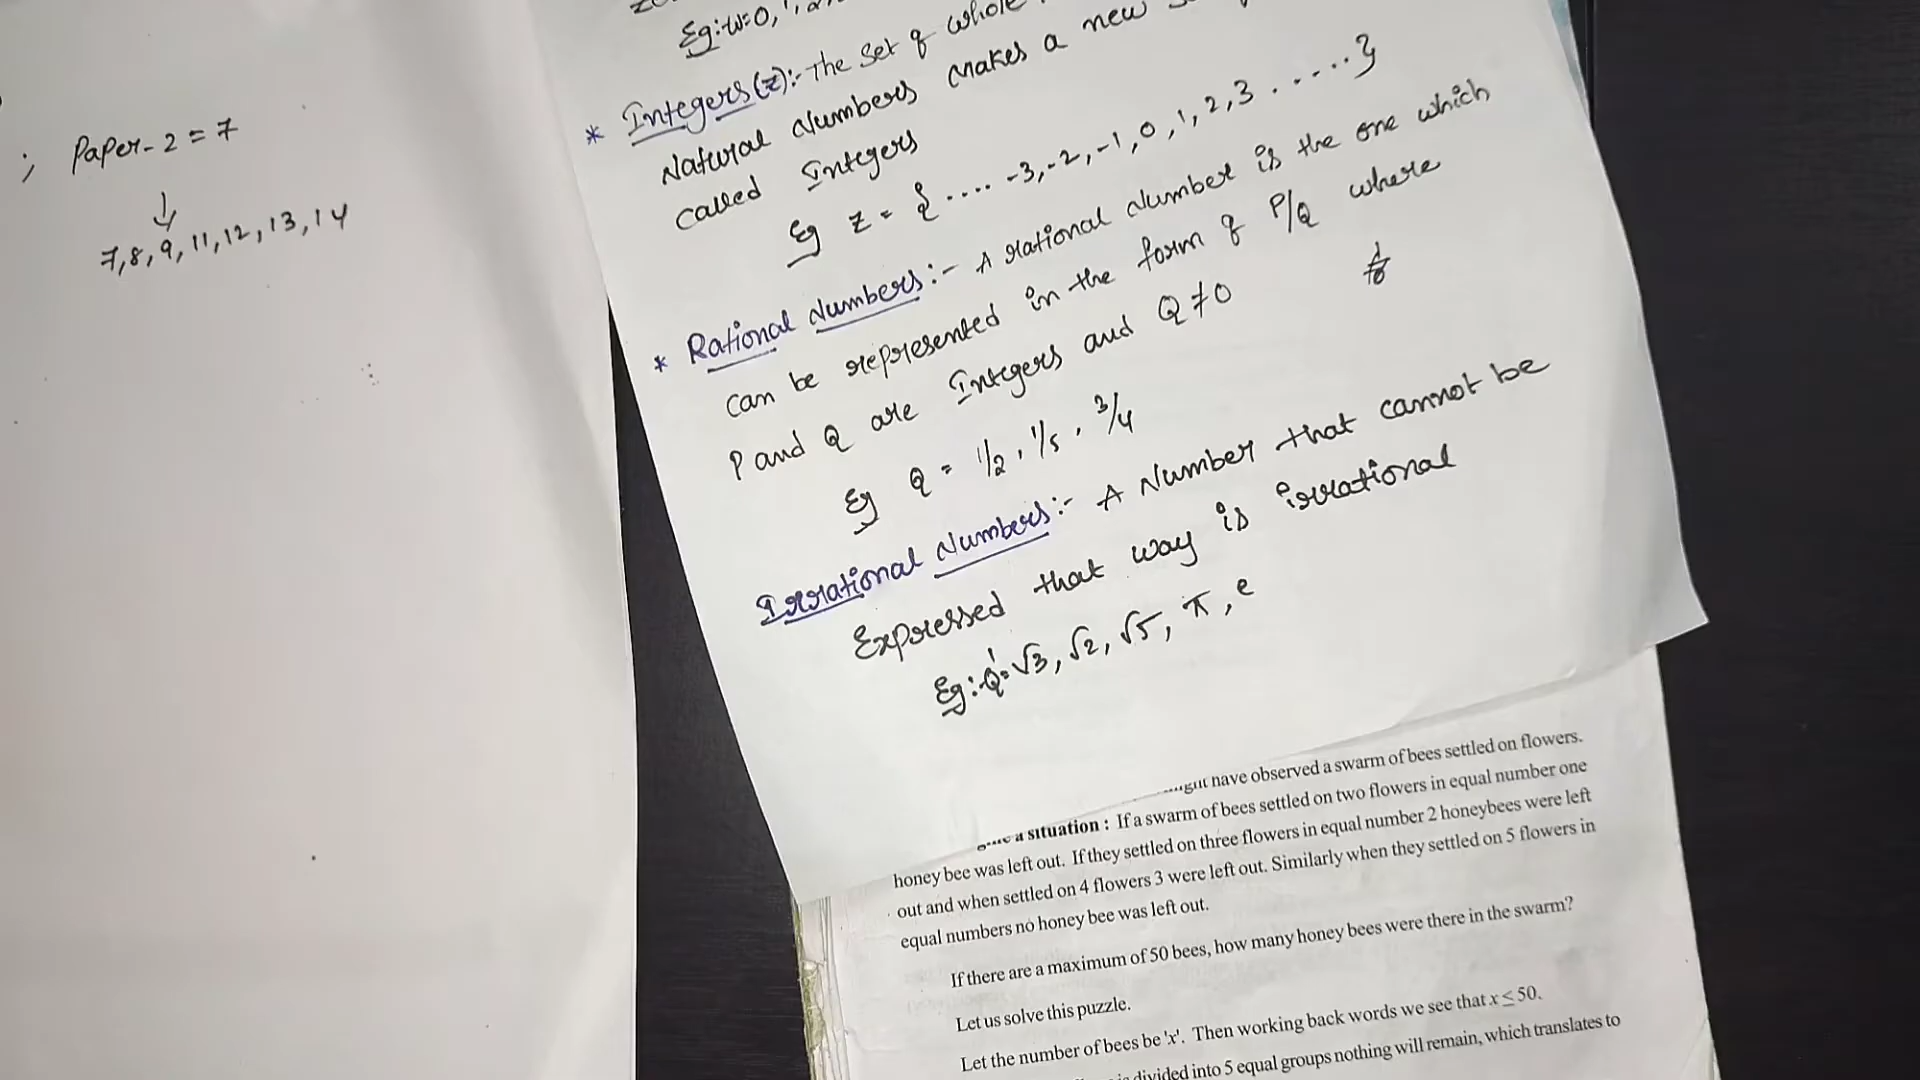 ; Paper-2 = 7
↓
7,8,9,11,12,13,14
Eg:-w=0,1,
* Integers(z):- The set of whole
Natural Numbers makes a new
called Integers
Eg z = {.... -3,-2,-1,0,1,2,3.....}
* Rational Numbers:- A rational Number is the one which
can be represented in the form of P/Q where
P and Q are Integers and Q≠0
Eg Q = 1/2, 1/5, 3/4
Irrational Numbers:- A Number that cannot be
Expressed that way is irrational
Eg:-Q'=√3, √2, √5, π, e
have observed a swarm of bees settled on flowers.
a situation : If a swarm of bees settled on two flowers in equal number one
honey bee was left out. If they settled on three flowers in equal number 2 honeybees were left
out and when settled on 4 flowers 3 were left out. Similarly when they settled on 5 flowers in
equal numbers no honey bee was left out.
If there are a maximum of 50 bees, how many honey bees were there in the swarm?
Let us solve this puzzle.
Let the number of bees be 'x'. Then working back words we see that x ≤ 50.
divided into 5 equal groups nothing will remain, which translates to